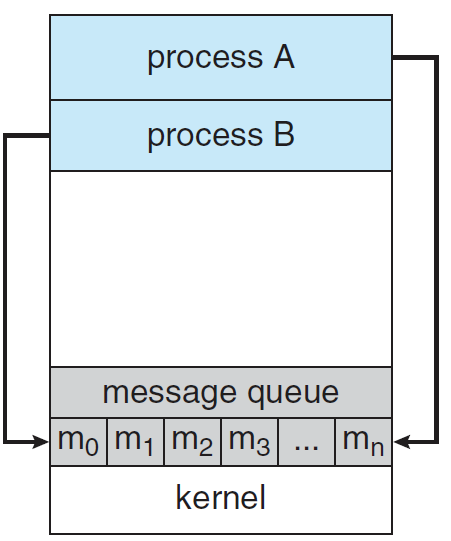 process A
process B
message queue
m₀ m₁ m₂ m₃ ... mₙ
kernel